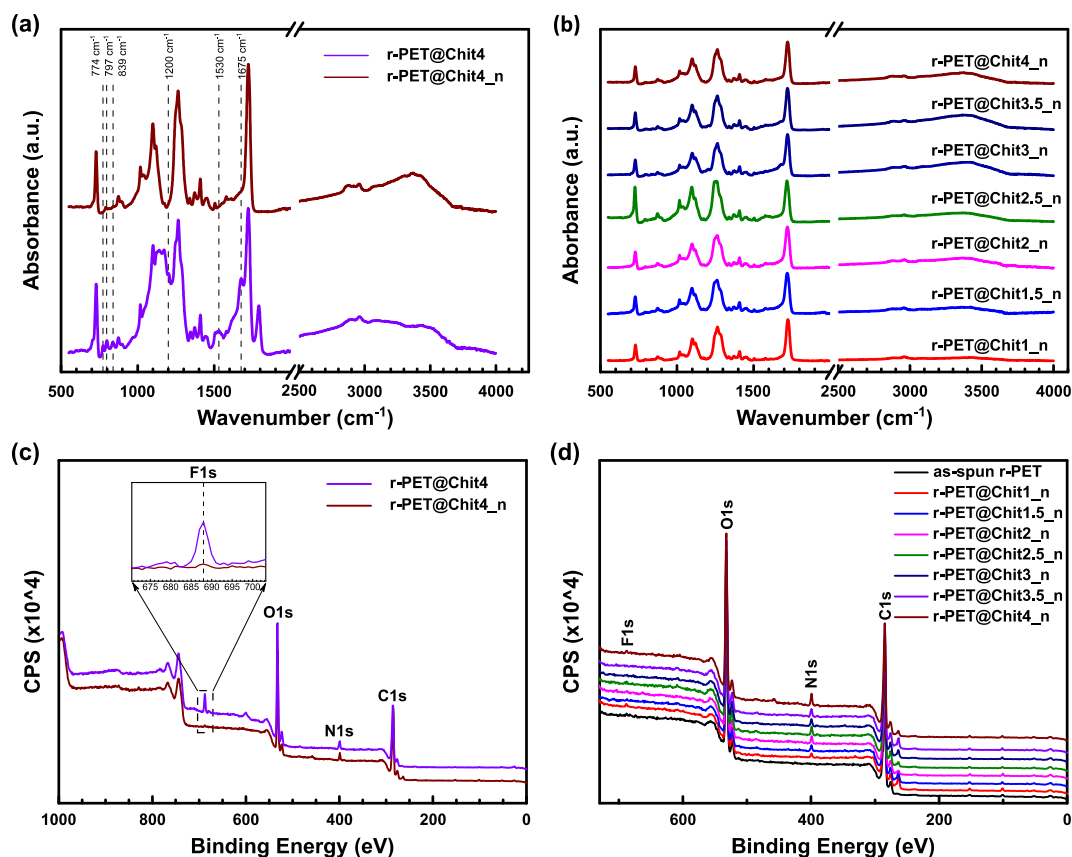 (a)
774 cm⁻¹
797 cm⁻¹
839 cm⁻¹
1200 cm⁻¹
1530 cm⁻¹
1675 cm⁻¹
r-PET@Chit4
r-PET@Chit4_n
Absorbance (a.u.)
500 1000 1500 2000 2500 3000 3500 4000
Wavenumber (cm⁻¹)
(b)
r-PET@Chit4_n
r-PET@Chit3.5_n
r-PET@Chit3_n
r-PET@Chit2.5_n
r-PET@Chit2_n
r-PET@Chit1.5_n
r-PET@Chit1_n
Aborbance (a.u.)
500 1000 1500 2000 2500 3000 3500 4000
Wavenumber (cm⁻¹)
(c)
F1s
675 680 685 690 695 700
r-PET@Chit4
r-PET@Chit4_n
O1s
N1s
C1s
CPS (x10^4)
1000 800 600 400 200 0
Binding Energy (eV)
(d)
as-spun r-PET
r-PET@Chit1_n
r-PET@Chit1.5_n
r-PET@Chit2_n
r-PET@Chit2.5_n
r-PET@Chit3_n
r-PET@Chit3.5_n
r-PET@Chit4_n
F1s
O1s
N1s
C1s
CPS (x10^4)
600 400 200 0
Binding Energy (eV)